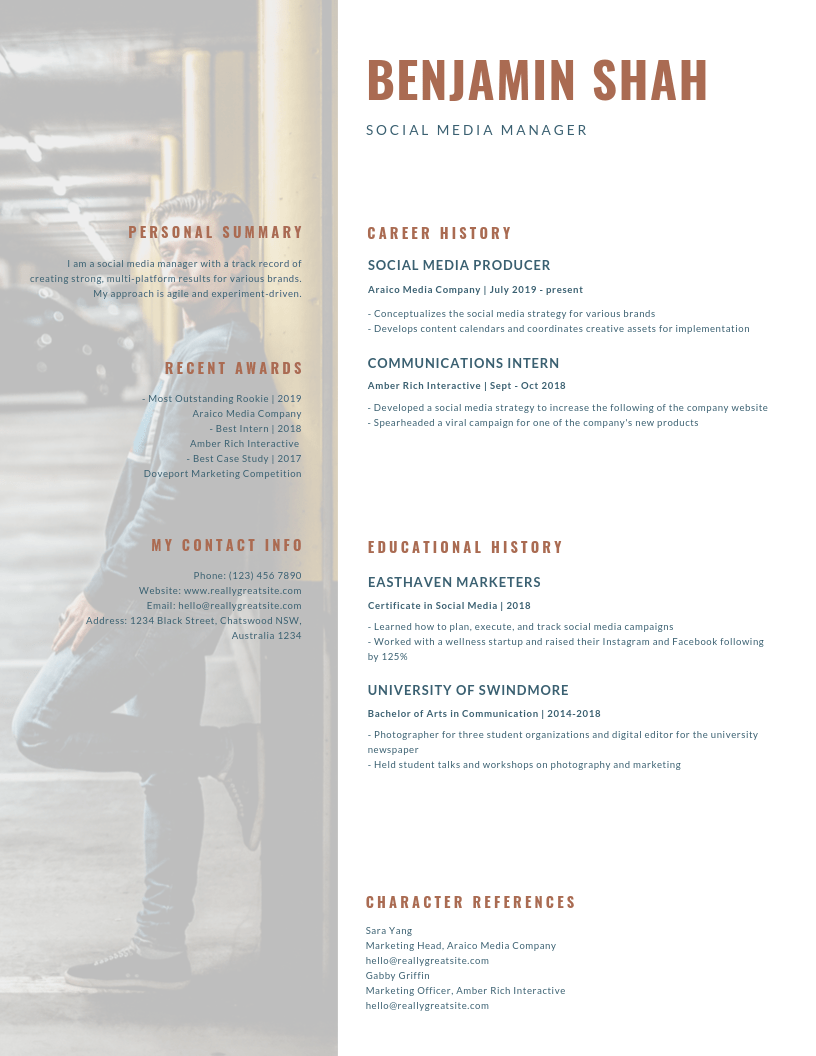 BENJAMIN SHAH
SOCIAL MEDIA MANAGER
PERSONAL SUMMARY
I am a social media manager with a track record of
creating strong, multi-platform results for various brands.
My approach is agile and experiment-driven.
RECENT AWARDS
- Most Outstanding Rookie | 2019
Araico Media Company
- Best Intern | 2018
Amber Rich Interactive
- Best Case Study | 2017
Doveport Marketing Competition
MY CONTACT INFO
Phone: (123) 456 7890
Website: www.reallygreatsite.com
Email: hello@reallygreatsite.com
Address: 1234 Black Street, Chatswood NSW,
Australia 1234
CAREER HISTORY
SOCIAL MEDIA PRODUCER
Araico Media Company | July 2019 - present
- Conceptualizes the social media strategy for various brands
- Develops content calendars and coordinates creative assets for implementation
COMMUNICATIONS INTERN
Amber Rich Interactive | Sept - Oct 2018
- Developed a social media strategy to increase the following of the company website
- Spearheaded a viral campaign for one of the company's new products
EDUCATIONAL HISTORY
EASTHAVEN MARKETERS
Certificate in Social Media | 2018
- Learned how to plan, execute, and track social media campaigns
- Worked with a wellness startup and raised their Instagram and Facebook following
by 125%
UNIVERSITY OF SWINDMORE
Bachelor of Arts in Communication | 2014-2018
- Photographer for three student organizations and digital editor for the university
newspaper
- Held student talks and workshops on photography and marketing
CHARACTER REFERENCES
Sara Yang
Marketing Head, Araico Media Company
hello@reallygreatsite.com
Gabby Griffin
Marketing Officer, Amber Rich Interactive
hello@reallygreatsite.com